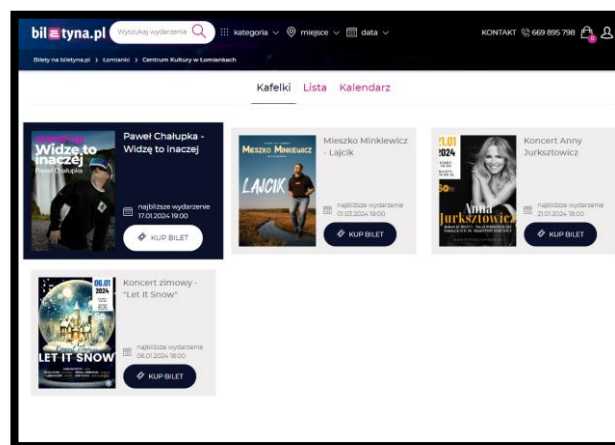 biletyna.pl Wyszukaj wydarzenie kategoria miejsce data KONTAKT 669 895 798 0
Bilety na biletyna.pl Łomianki Centrum Kultury w Łomiankach
Kafelki Lista Kalendarz
stand-up
Widzę to
inaczej
Paweł Chałupka
Paweł Chałupka -
Widzę to inaczej
najbliższe wydarzenie
17.01.2024 19:00
KUP BILET
MIESZKO MINKIEWICZ
LAJCIK
Mieszko Minkiewicz
- Lajcik
najbliższe wydarzenie
01.03.2024 19:00
KUP BILET
21.01
2024
Anna
Jurksztowicz
Koncert Anny
Jurksztowicz
najbliższe wydarzenie
21.01.2024 18:00
KUP BILET
06.01
2024
LET IT SNOW
Koncert zimowy -
"Let It Snow"
najbliższe wydarzenie
06.01.2024 18:00
KUP BILET